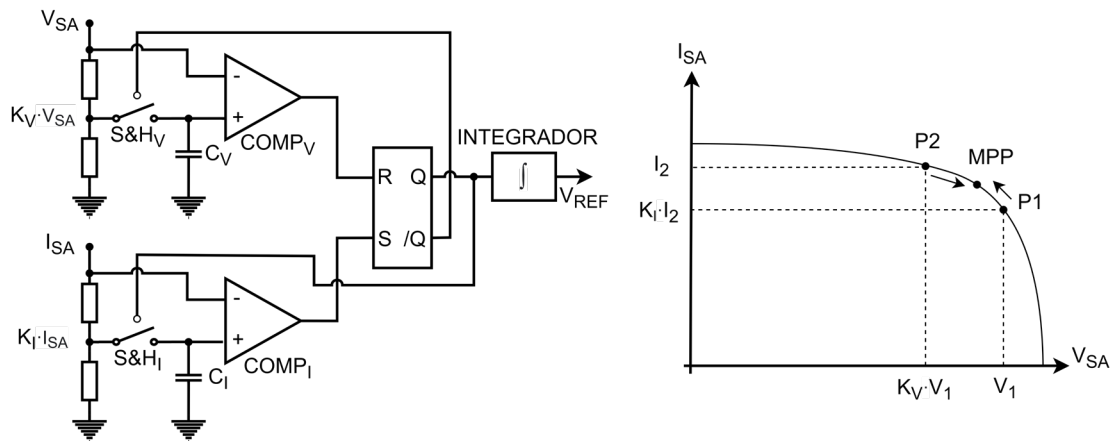 V_SA
K_V·V_SA
S&H_V
C_V
-
+
COMP_V
INTEGRADOR
∫
V_REF
R Q
S /Q
I_SA
K_I·I_SA
S&H_I
C_I
-
+
COMP_I
I_SA
P2
MPP
P1
I_2
K_I·I_2
V_SA
K_V·V_1
V_1